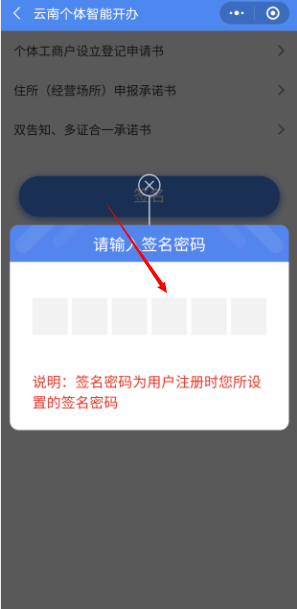 云南个体智能开办
个体工商户设立登记申请书
住所（经营场所）申报承诺书
双告知、多证合一承诺书
签名
请输入签名密码
说明：签名密码为用户注册时您所设
置的签名密码